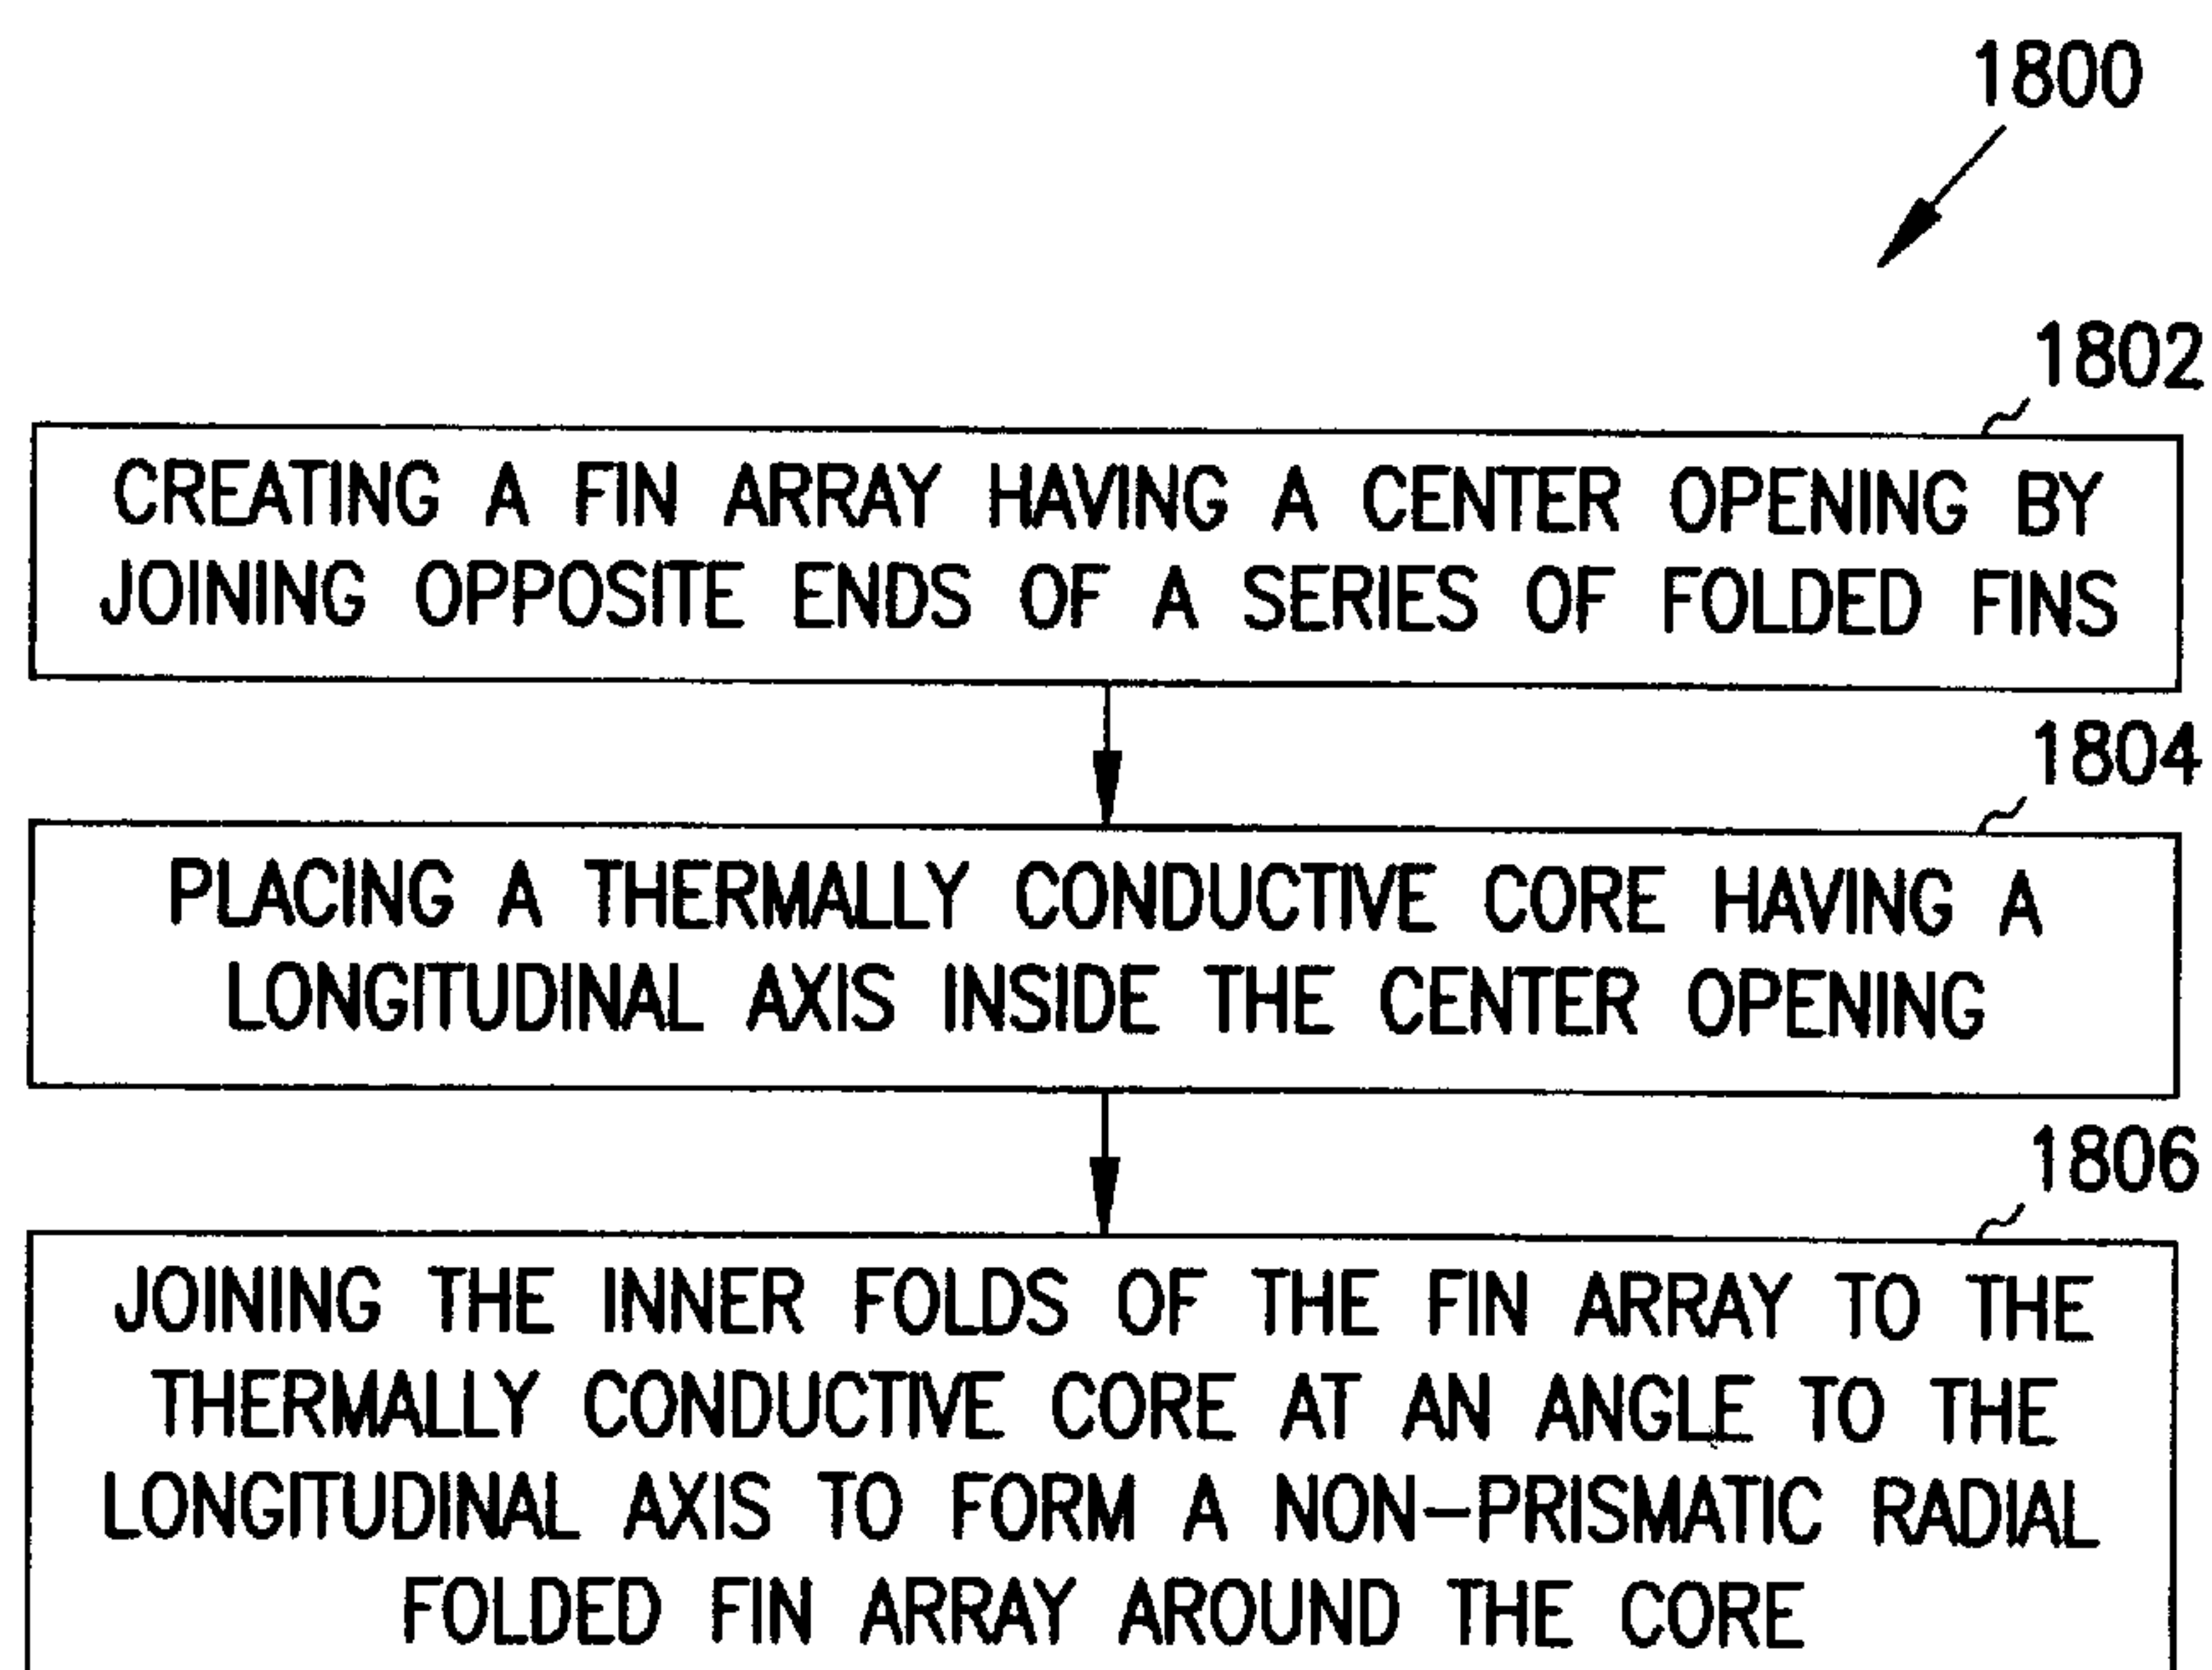 1800
1802
CREATING A FIN ARRAY HAVING A CENTER OPENING BY
JOINING OPPOSITE ENDS OF A SERIES OF FOLDED FINS
1804
PLACING A THERMALLY CONDUCTIVE CORE HAVING A
LONGITUDINAL AXIS INSIDE THE CENTER OPENING
1806
JOINING THE INNER FOLDS OF THE FIN ARRAY TO THE
THERMALLY CONDUCTIVE CORE AT AN ANGLE TO THE
LONGITUDINAL AXIS TO FORM A NON-PRISMATIC RADIAL
FOLDED FIN ARRAY AROUND THE CORE